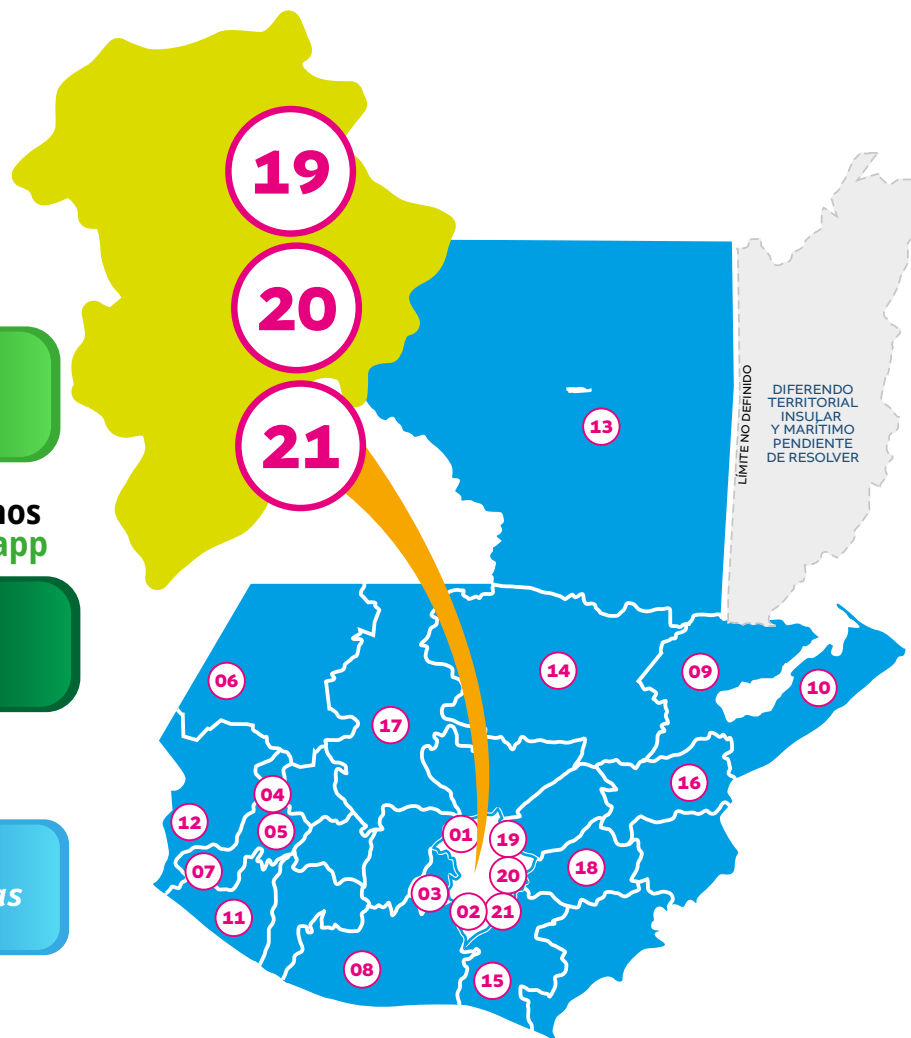 19
20
21
nos
app
as
13
LÍMITE NO DEFINIDO
DIFERENDO
TERRITORIAL
INSULAR
Y MARÍTIMO
PENDIENTE
DE RESOLVER
06
14
09
10
17
16
04
12
05
01
19
18
07
20
03
11
02
21
08
15